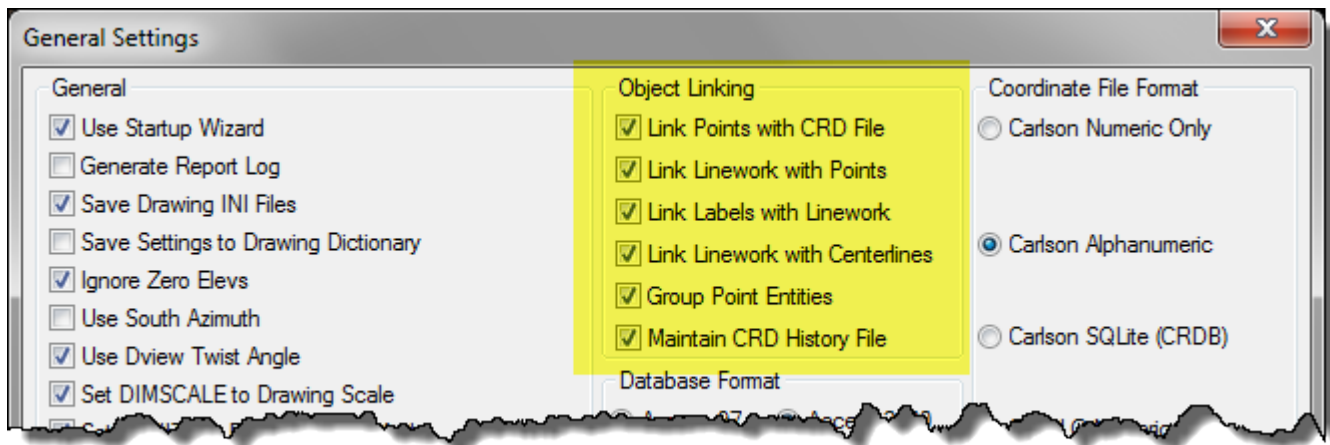 General Settings
General
Use Startup Wizard
Generate Report Log
Save Drawing INI Files
Save Settings to Drawing Dictionary
Ignore Zero Elevs
Use South Azimuth
Use Dview Twist Angle
Set DIMSCALE to Drawing Scale
Object Linking
Link Points with CRD File
Link Linework with Points
Link Labels with Linework
Link Linework with Centerlines
Group Point Entities
Maintain CRD History File
Database Format
Coordinate File Format
Carlson Numeric Only
Carlson Alphanumeric
Carlson SQLite (CRDB)